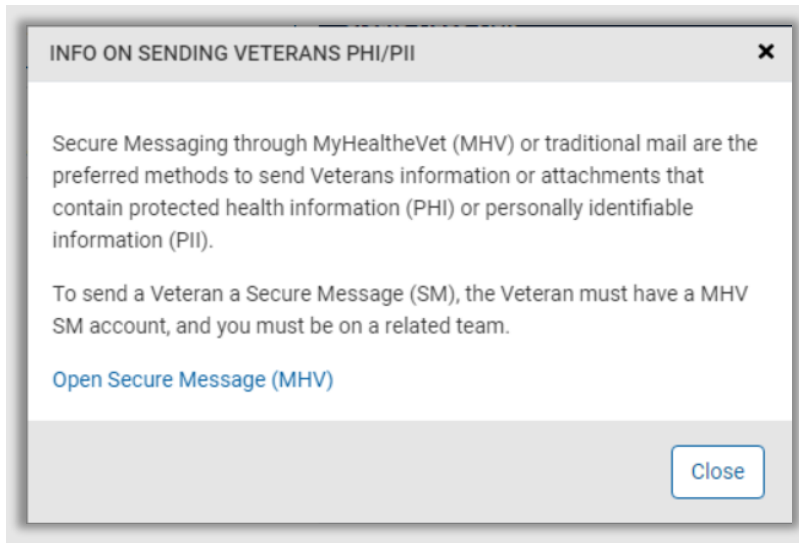 INFO ON SENDING VETERANS PHI/PII
Secure Messaging through MyHealtheVet (MHV) or traditional mail are the
preferred methods to send Veterans information or attachments that
contain protected health information (PHI) or personally identifiable
information (PII).
To send a Veteran a Secure Message (SM), the Veteran must have a MHV
SM account, and you must be on a related team.
Open Secure Message (MHV)
Close